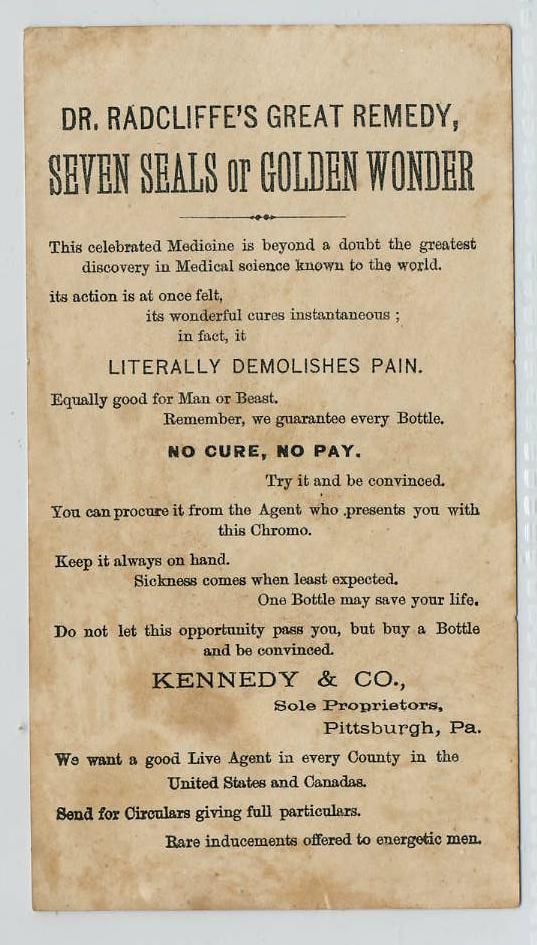 DR. RADCLIFFE'S GREAT REMEDY,
SEVEN SEALS or GOLDEN WONDER
This celebrated Medicine is beyond a doubt the greatest
discovery in Medical science known to the world.
its action is at once felt,
its wonderful cures instantaneous ;
in fact, it
LITERALLY DEMOLISHES PAIN.
Equally good for Man or Beast.
Remember, we guarantee every Bottle.
NO CURE, NO PAY.
Try it and be convinced.
You can procure it from the Agent who presents you with
this Chromo.
Keep it always on hand.
Sickness comes when least expected.
One Bottle may save your life.
Do not let this opportunity pass you, but buy a Bottle
and be convinced.
KENNEDY & CO.,
Sole Proprietors,
Pittsburgh, Pa.
We want a good Live Agent in every County in the
United States and Canadas.
Send for Circulars giving full particulars.
Rare inducements offered to energetic men.